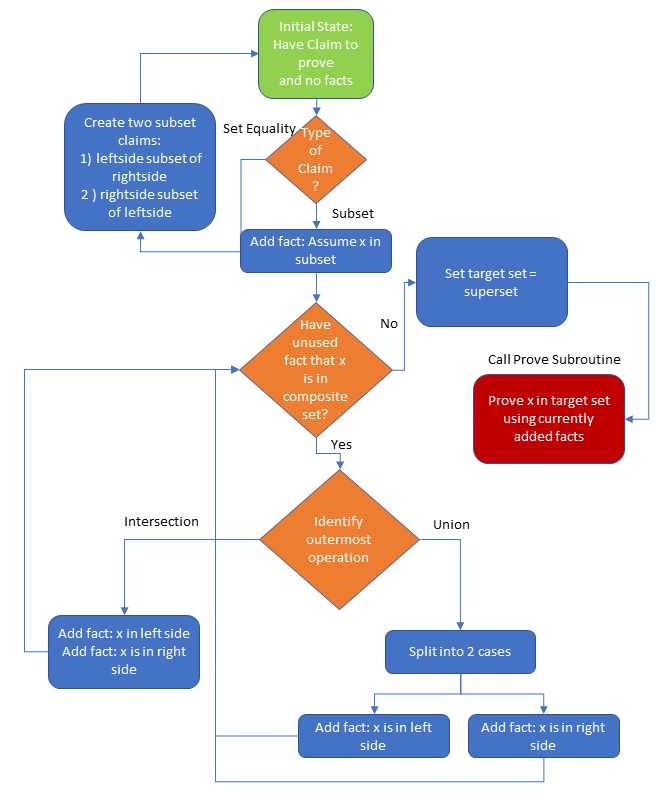 Initial State:
Have Claim to
prove
and no facts
Create two subset
claims:
1) leftside subset of
rightside
2 ) rightside subset
of leftside
Set Equality
Type
of
Claim
?
Subset
Add fact: Assume x in
subset
Set target set =
superset
Have
unused
fact that x
is in
composite
set?
No
Call Prove Subroutine
Prove x in target set
using currently
added facts
Yes
Identify
outermost
operation
Intersection
Union
Add fact: x in left side
Add fact: x is in right
side
Split into 2 cases
Add fact: x is in left
side
Add fact: x is in right
side